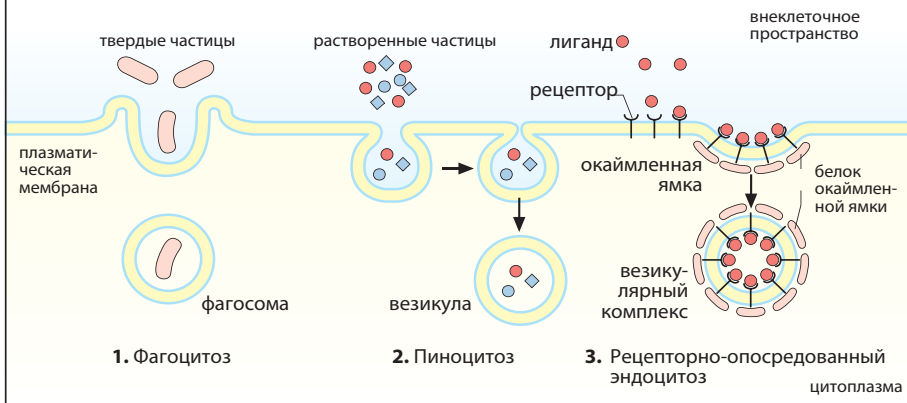 внеклеточное
пространство
твердые частицы
растворенные частицы
лиганд
рецептор
плазмати-
ческая
мембрана
окаймленная
ямка
белок
окаймлен-
ной ямки
фагосома
везикула
везику-
лярный
комплекс
1. Фагоцитоз
2. Пиноцитоз
3. Рецепторно-опосредованный
эндоцитоз
цитоплазма